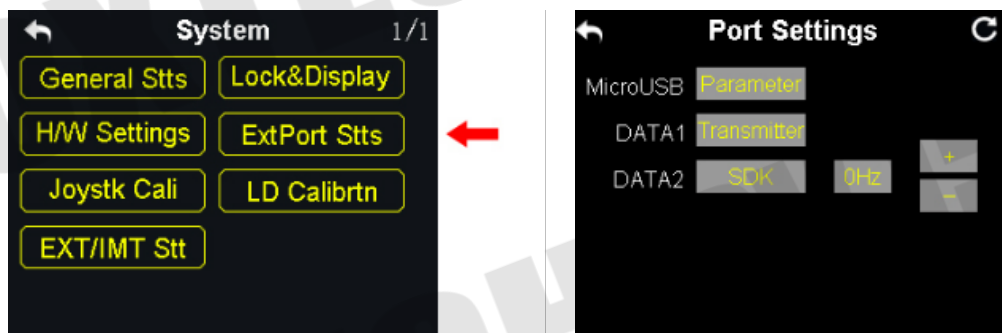 System 1/1
General Stts Lock&Display
H/W Settings ExtPort Stts
Joystk Cali LD Calibrtn
EXT/IMT Stt
Port Settings
MicroUSB Parameter
DATA1 Transmitter
DATA2 SDK 0Hz
+
−